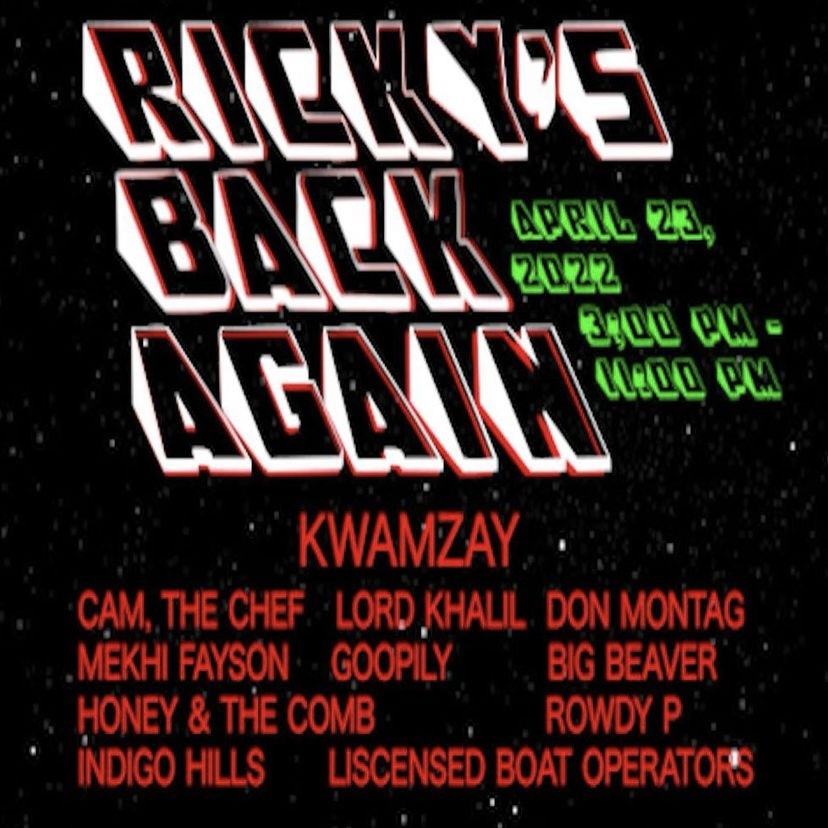 RICKY'S
BACK
AGAIN
APRIL 23,
2022
3:00 PM -
11:00 PM
KWAMZAY
CAM, THE CHEF LORD KHALIL DON MONTAG
MEKHI FAYSON GOOPILY BIG BEAVER
HONEY & THE COMB ROWDY P
INDIGO HILLS LISCENSED BOAT OPERATORS